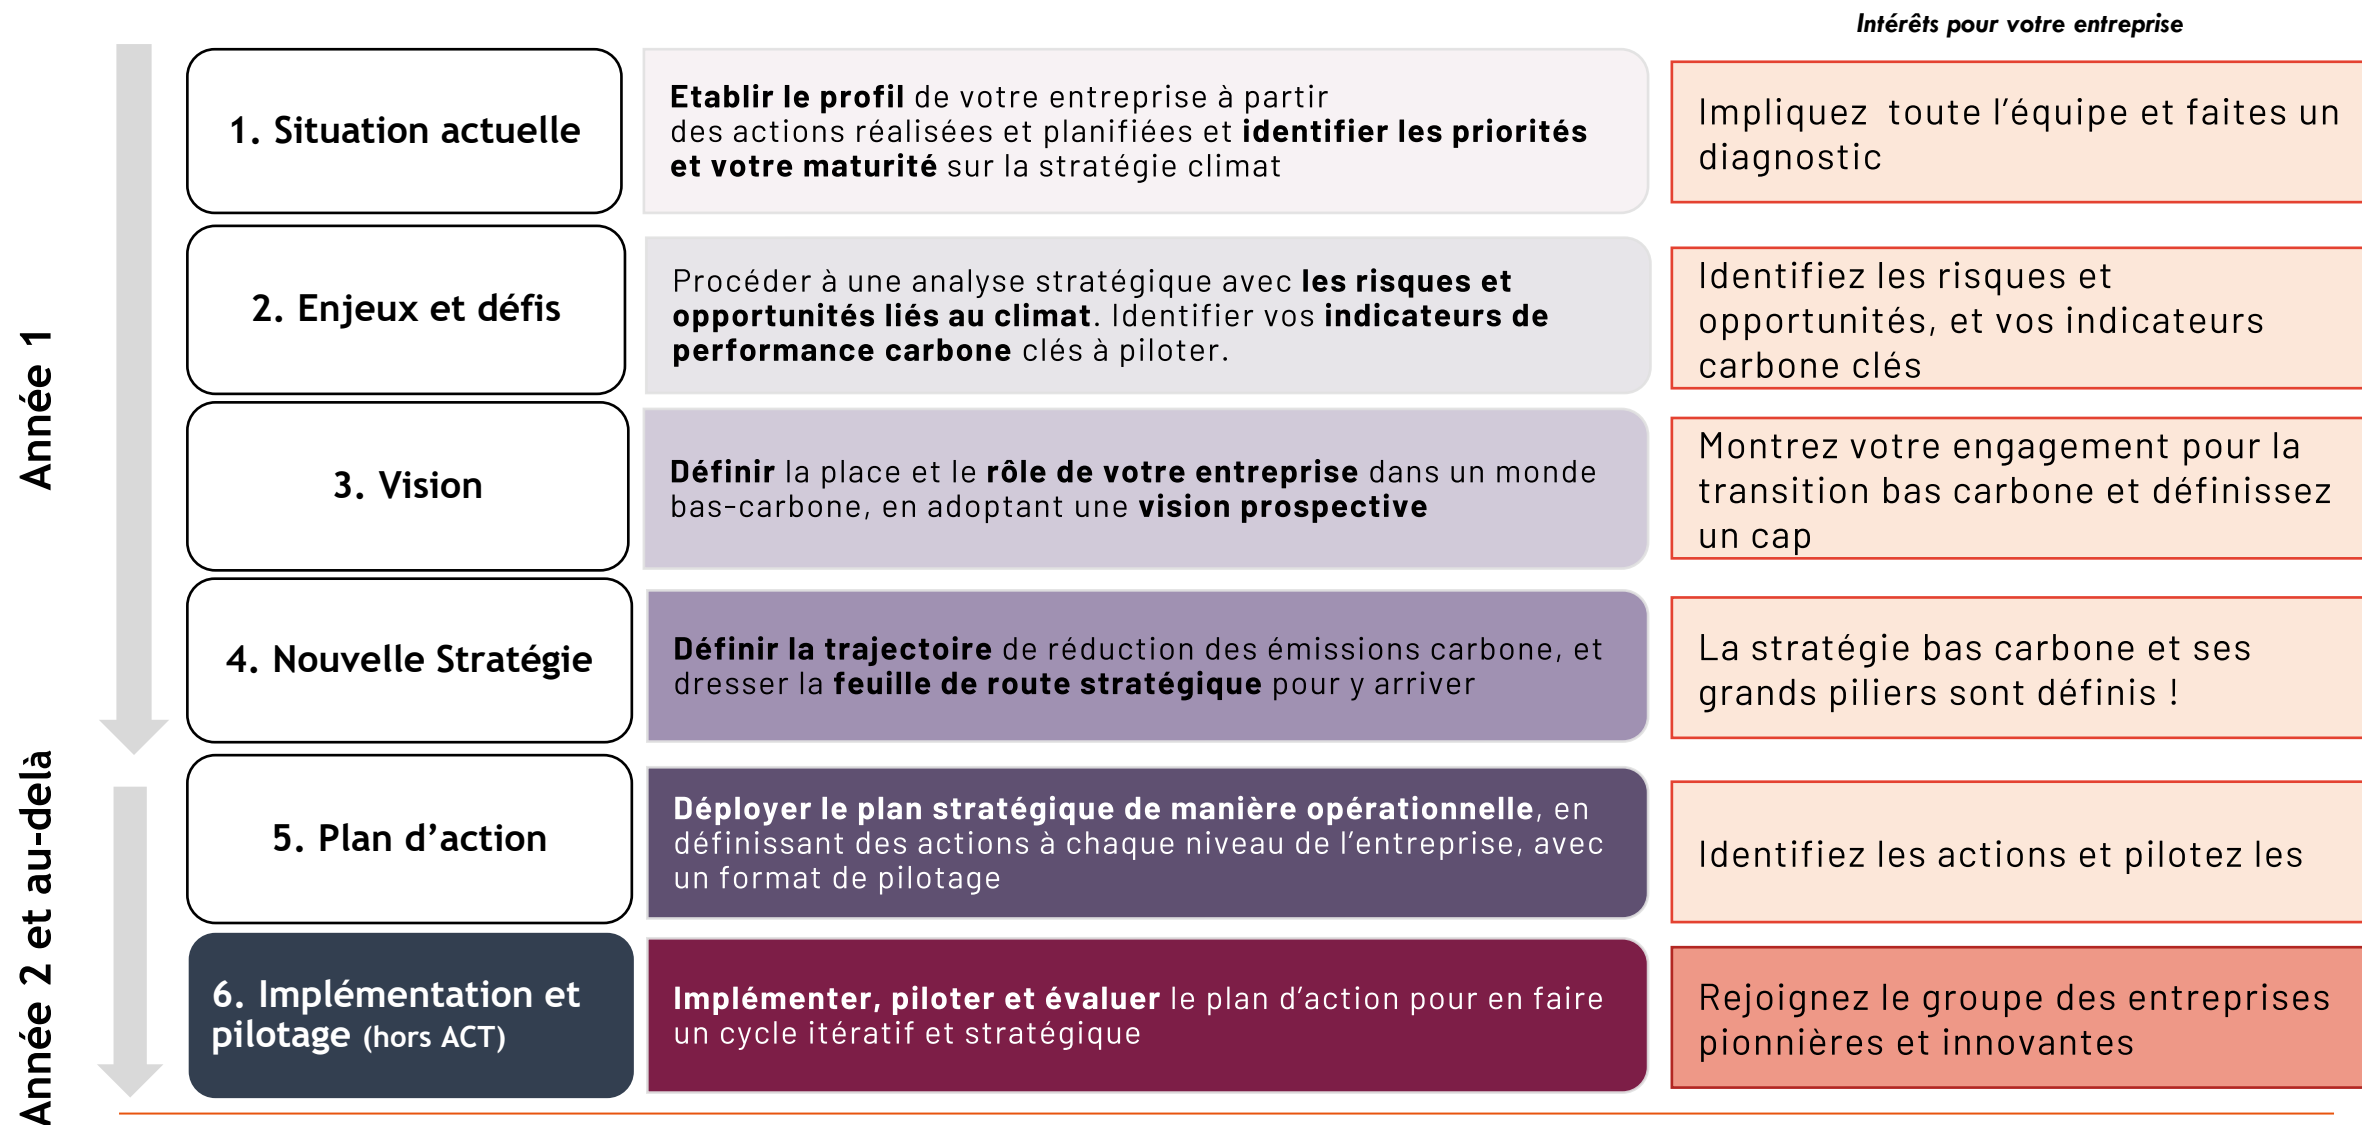 Intérêts pour votre entreprise
Année 1
1. Situation actuelle
Etablir le profil de votre entreprise à partir
des actions réalisées et planifiées et identifier les priorités
et votre maturité sur la stratégie climat
Impliquez toute l’équipe et faites un
diagnostic
2. Enjeux et défis
Procéder à une analyse stratégique avec les risques et
opportunités liés au climat. Identifier vos indicateurs de
performance carbone clés à piloter.
Identifiez les risques et
opportunités, et vos indicateurs
carbone clés
3. Vision
Définir la place et le rôle de votre entreprise dans un monde
bas-carbone, en adoptant une vision prospective
Montrez votre engagement pour la
transition bas carbone et définissez
un cap
4. Nouvelle Stratégie
Définir la trajectoire de réduction des émissions carbone, et
dresser la feuille de route stratégique pour y arriver
La stratégie bas carbone et ses
grands piliers sont définis !
Année 2 et au-delà
5. Plan d’action
Déployer le plan stratégique de manière opérationnelle, en
définissant des actions à chaque niveau de l’entreprise, avec
un format de pilotage
Identifiez les actions et pilotez les
6. Implémentation et
pilotage (hors ACT)
Implémenter, piloter et évaluer le plan d’action pour en faire
un cycle itératif et stratégique
Rejoignez le groupe des entreprises
pionnières et innovantes